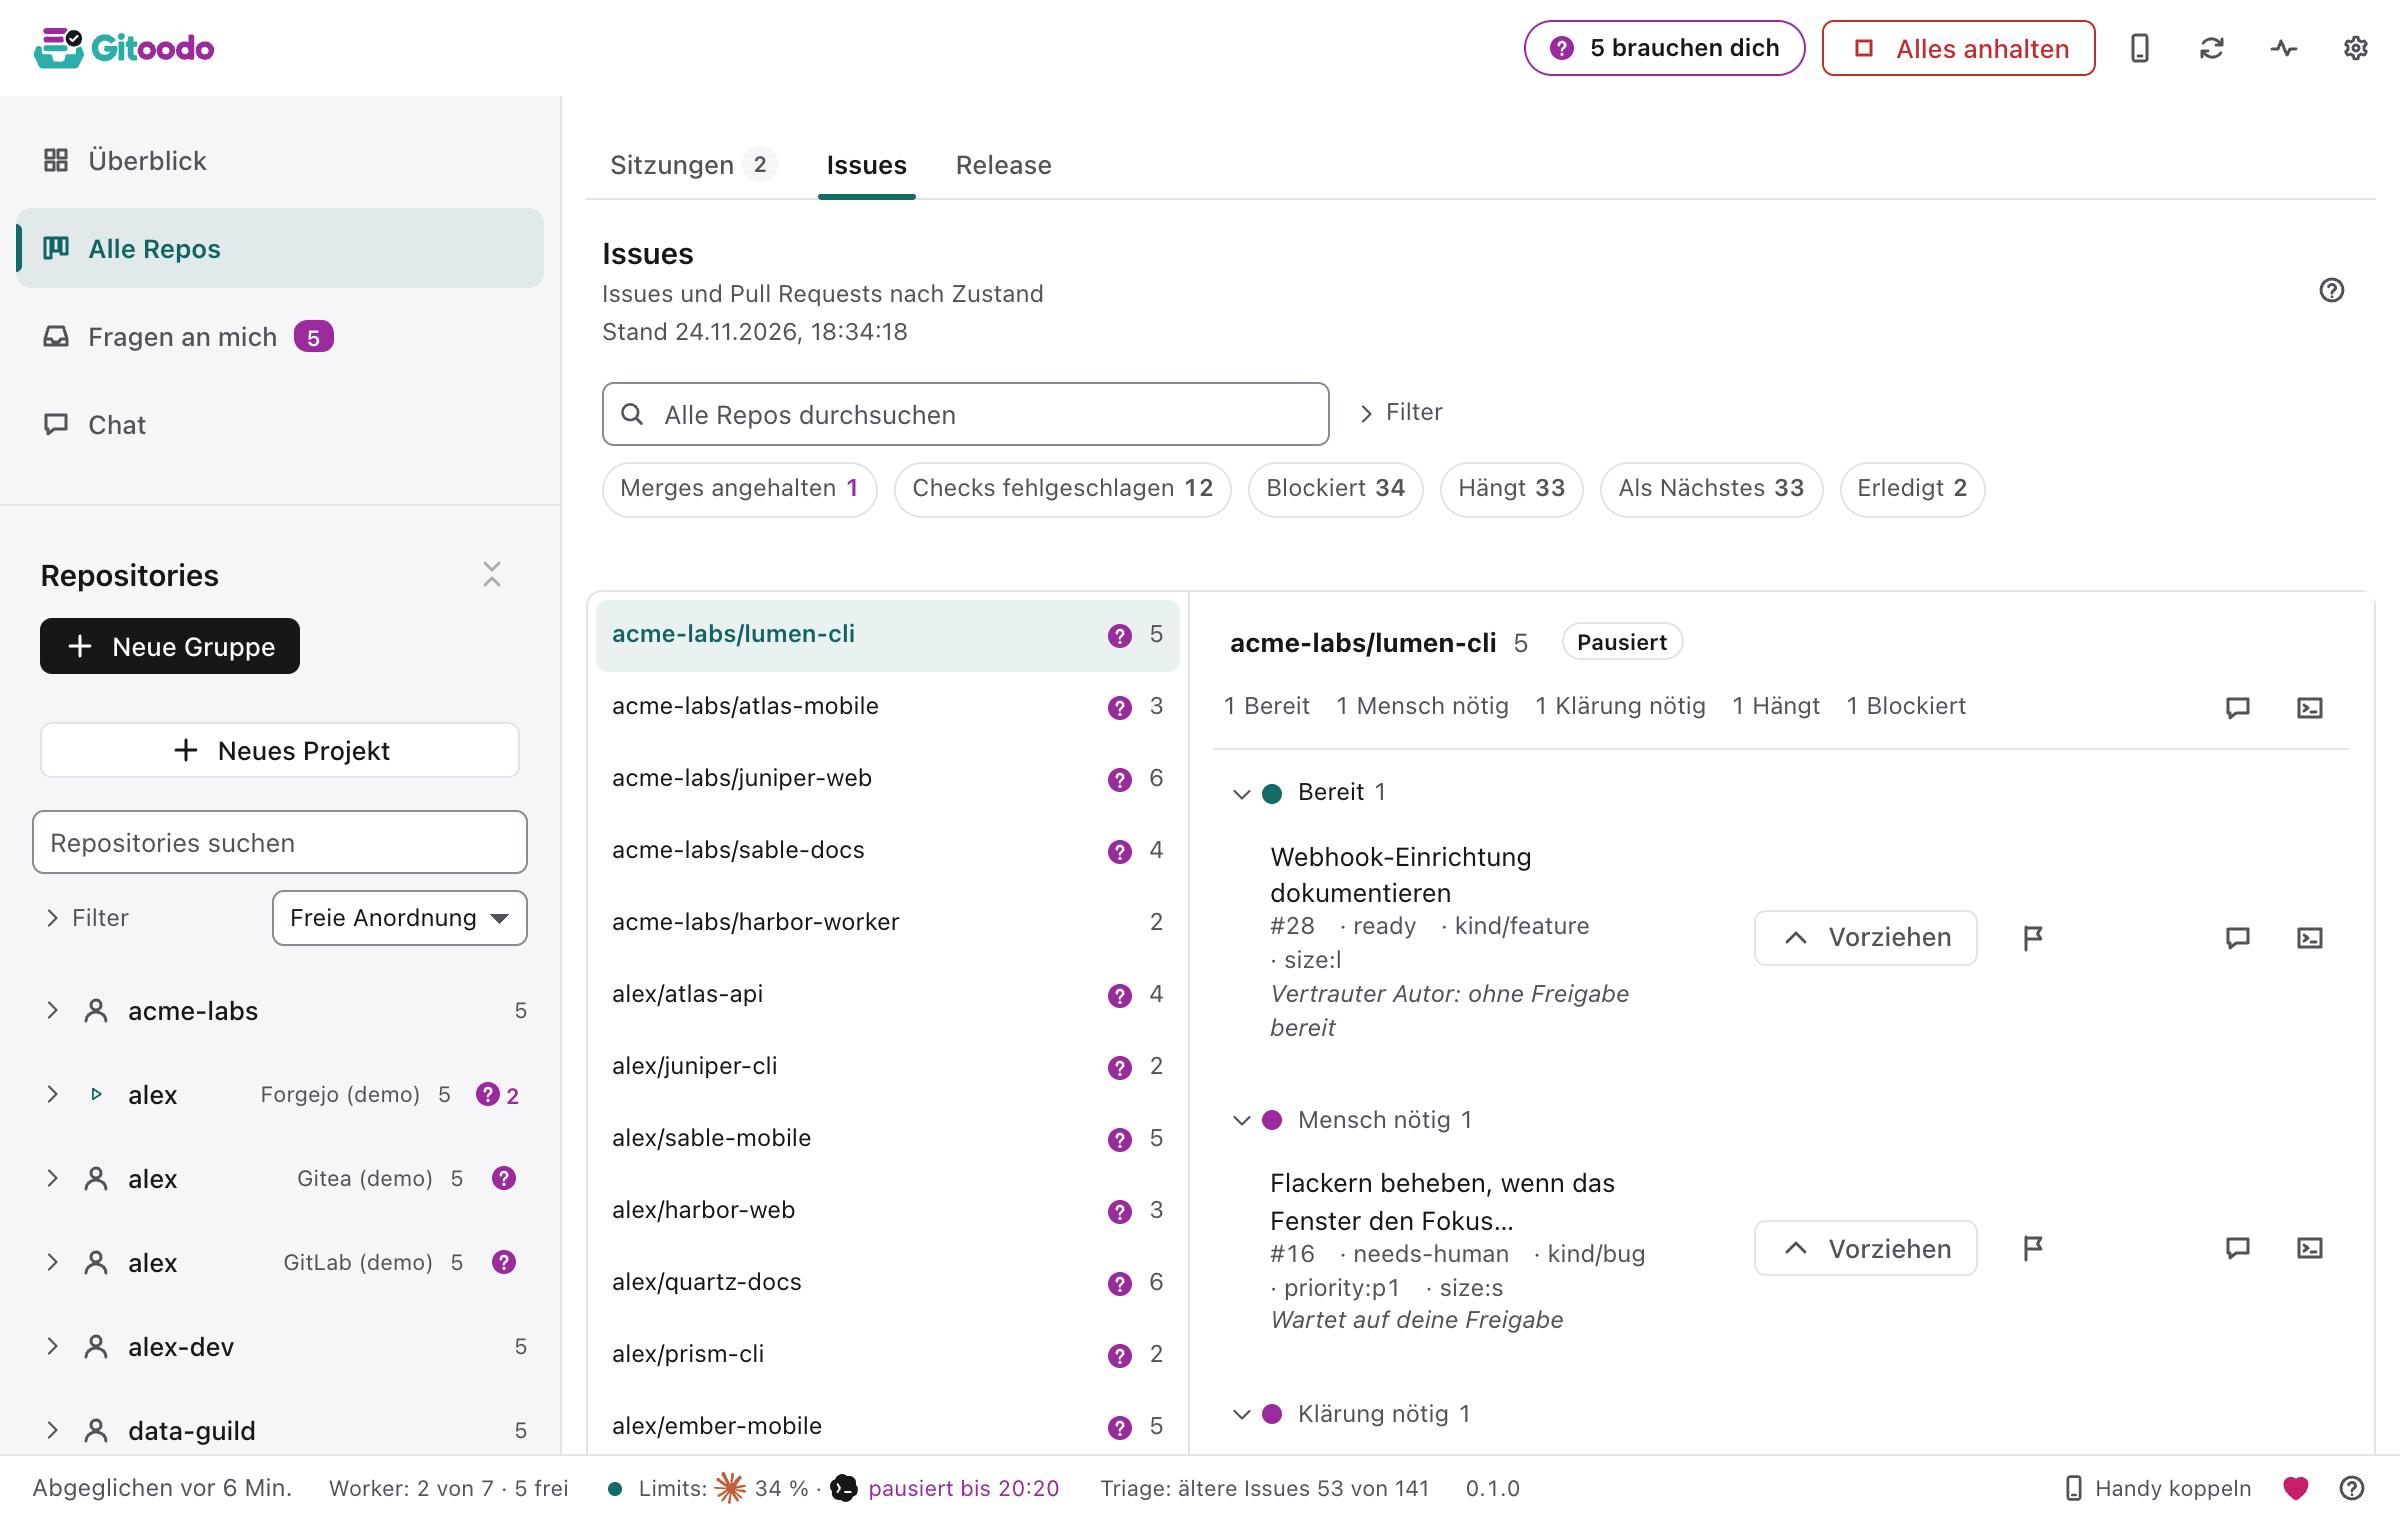 Gitoodo
5 brauchen dich
Alles anhalten
Überblick
Alle Repos
Fragen an mich 5
Chat
Repositories
Neue Gruppe
Neues Projekt
Repositories suchen
Filter
Freie Anordnung
acme-labs 5
alex Forgejo (demo) 5 ? 2
alex Gitea (demo) 5 ?
alex GitLab (demo) 5 ?
alex-dev 5
data-guild 5
Sitzungen 2
Issues
Release
Issues
Issues und Pull Requests nach Zustand
Stand 24.11.2026, 18:34:18
Alle Repos durchsuchen
Filter
Merges angehalten 1
Checks fehlgeschlagen 12
Blockiert 34
Hängt 33
Als Nächstes 33
Erledigt 2
acme-labs/lumen-cli ? 5
acme-labs/atlas-mobile ? 3
acme-labs/juniper-web ? 6
acme-labs/sable-docs ? 4
acme-labs/harbor-worker 2
alex/atlas-api ? 4
alex/juniper-cli ? 2
alex/sable-mobile ? 5
alex/harbor-web ? 3
alex/quartz-docs ? 6
alex/prism-cli ? 2
alex/ember-mobile ? 5
acme-labs/lumen-cli 5 Pausiert
1 Bereit 1 Mensch nötig 1 Klärung nötig 1 Hängt 1 Blockiert
Bereit 1
Webhook-Einrichtung
dokumentieren
#28 · ready · kind/feature
· size:l
Vertrauter Autor: ohne Freigabe
bereit
Vorziehen
Mensch nötig 1
Flackern beheben, wenn das
Fenster den Fokus…
#16 · needs-human · kind/bug
· priority:p1 · size:s
Wartet auf deine Freigabe
Vorziehen
Klärung nötig 1
Abgeglichen vor 6 Min.
Worker: 2 von 7 · 5 frei
Limits: 34 % · pausiert bis 20:20
Triage: ältere Issues 53 von 141
0.1.0
Handy koppeln